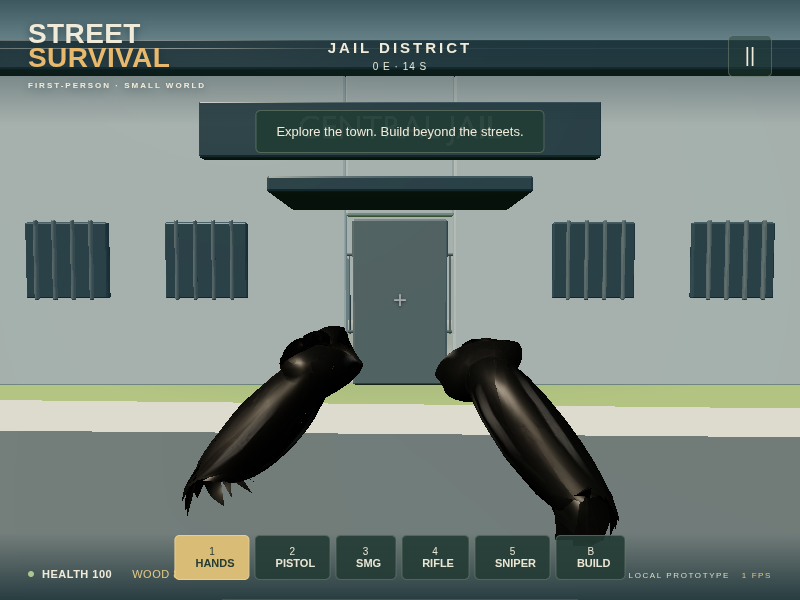 STREET
SURVIVAL
FIRST-PERSON · SMALL WORLD
JAIL DISTRICT
0 E · 14 S
||
CENTRAL JAIL
Explore the town. Build beyond the streets.
HEALTH 100
WOOD
1
HANDS
2
PISTOL
3
SMG
4
RIFLE
5
SNIPER
B
BUILD
LOCAL PROTOTYPE
1 FPS